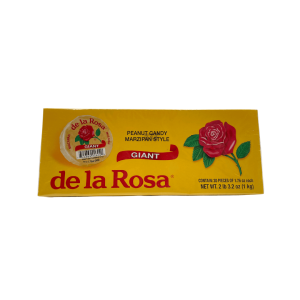 de la Rosa
GIANT
PEANUT CANDY
MARZIPAN STYLE
GIANT
de la Rosa®
NET WT. 2 lb 3.2 oz (1 kg)